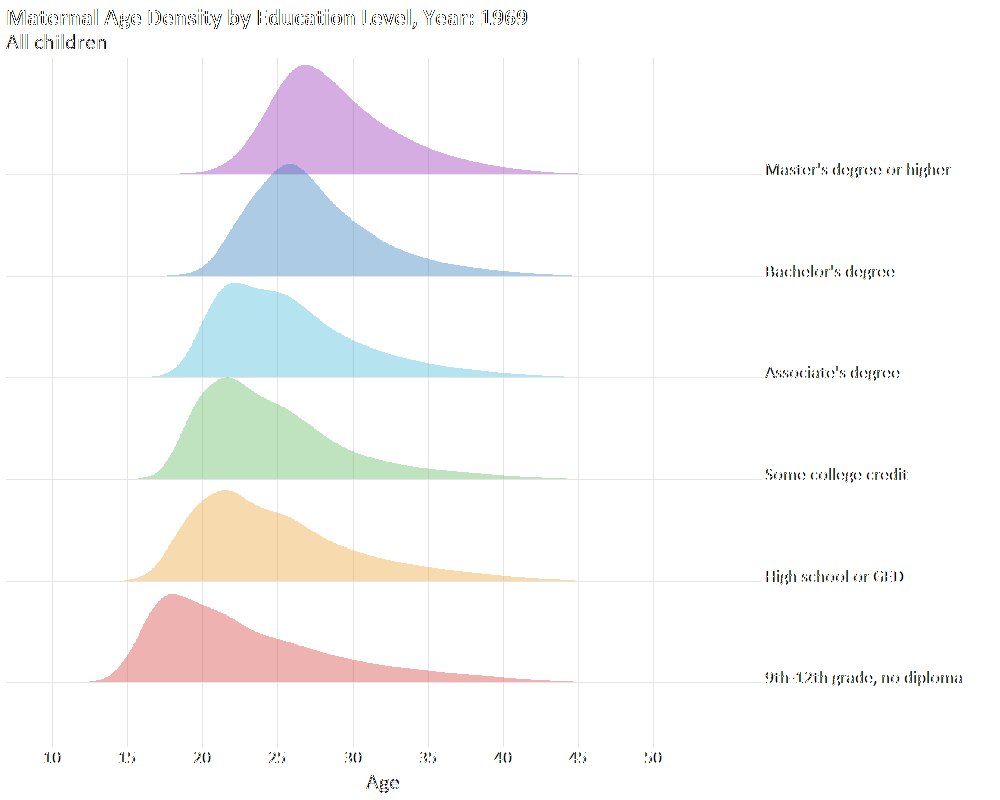 Maternal Age Density by Education Level, Year: 1969
All children
Master's degree or higher
Bachelor's degree
Associate's degree
Some college credit
High school or GED
9th-12th grade, no diploma
10 15 20 25 30 35 40 45 50
Age